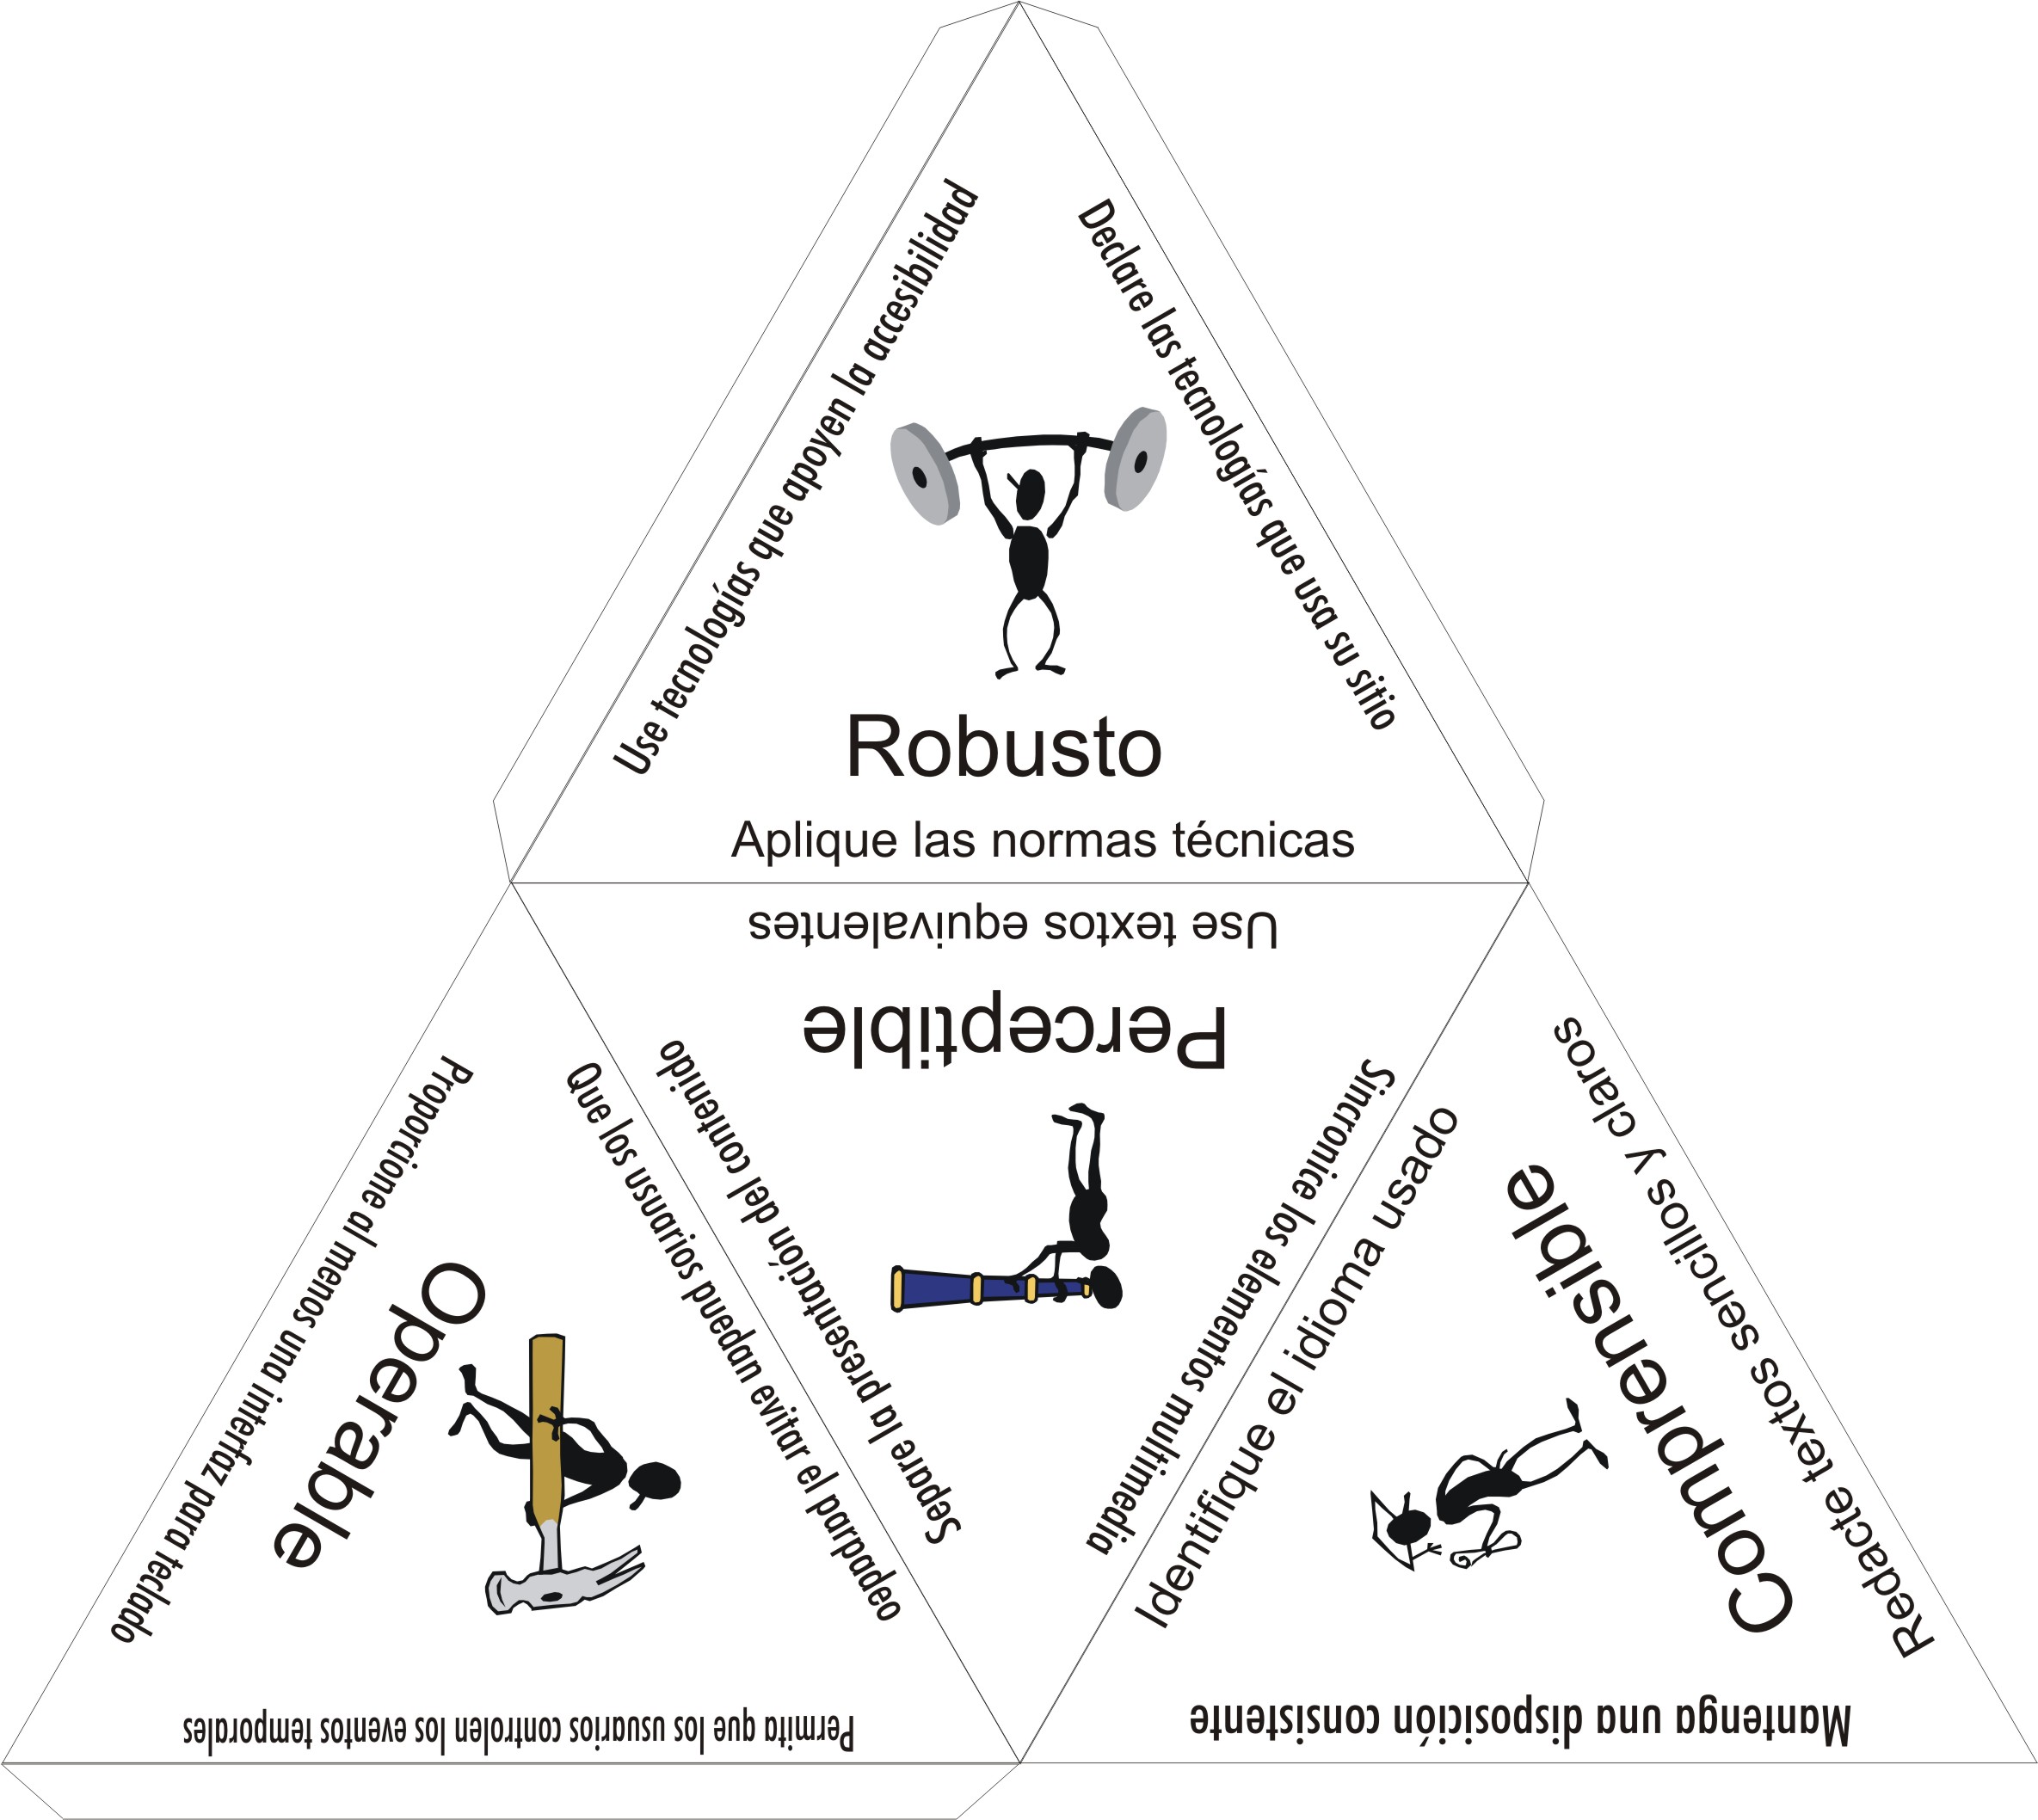 Use tecnologías que apoyen la accesibilidad
Declare las tecnologías que usa su sitio
Robusto
Aplique las normas técnicas
Use textos equivalentes
Perceptible
Separe la presentación del contenido
Sincronice los elementos multimedia
Proporcione al menos una interfaz para teclado
Operable
Que los usuarios puedan evitar el parpadeo
Permita que los usuarios controlen los eventos temporales
Identifique el idioma usado
Comprensible
Redacte textos sencillos y claros
Mantenga una disposición consistente